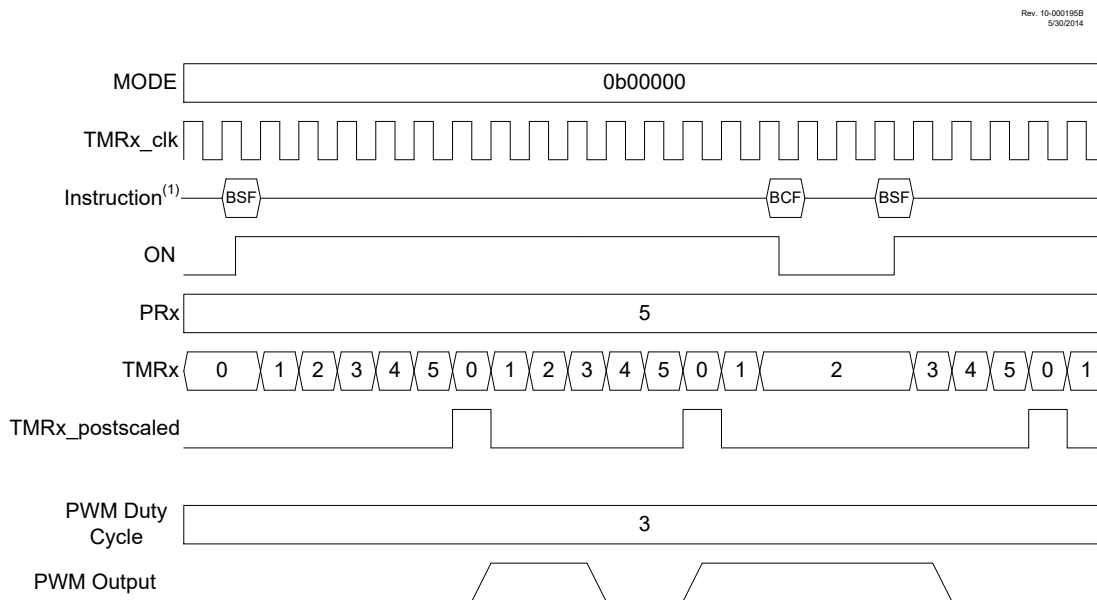 Rev. 10-000195B
5/30/2014
MODE 0b00000
TMRx_clk
Instruction(1) BSF BCF BSF
ON
PRx 5
TMRx 0 1 2 3 4 5 0 1 2 3 4 5 0 1 2 3 4 5 0 1
TMRx_postscaled
PWM Duty
Cycle 3
PWM Output